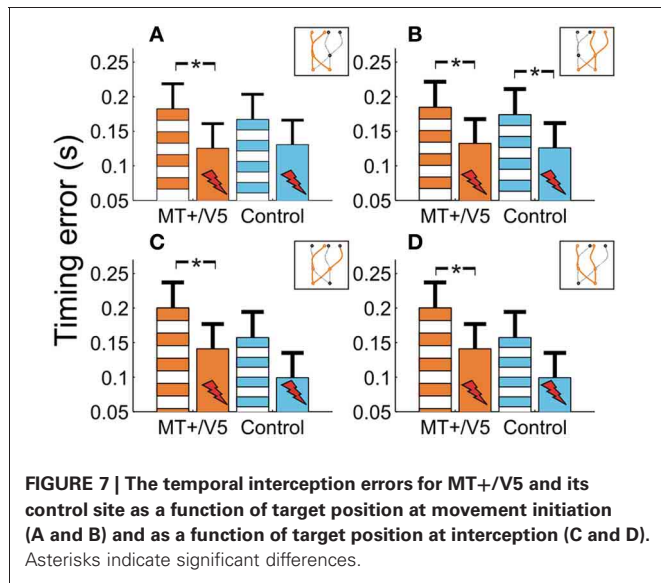 A
B
*
*
*
0.25
0.2
0.15
0.1
0.05
0.25
0.2
0.15
0.1
0.05
MT+/V5
Control
MT+/V5
Control
Timing error (s)
C
D
*
*
0.25
0.2
0.15
0.1
0.05
0.25
0.2
0.15
0.1
0.05
MT+/V5
Control
MT+/V5
Control
FIGURE 7 | The temporal interception errors for MT+/V5 and its
control site as a function of target position at movement initiation
(A and B) and as a function of target position at interception (C and D).
Asterisks indicate significant differences.